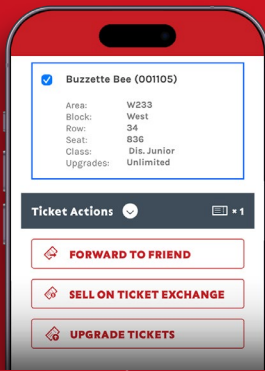 Buzzette Bee (001105)
Area: W233
Block: West
Row: 34
Seat: 836
Class: Dis. Junior
Upgrades: Unlimited
Ticket Actions × 1
FORWARD TO FRIEND
SELL ON TICKET EXCHANGE
UPGRADE TICKETS